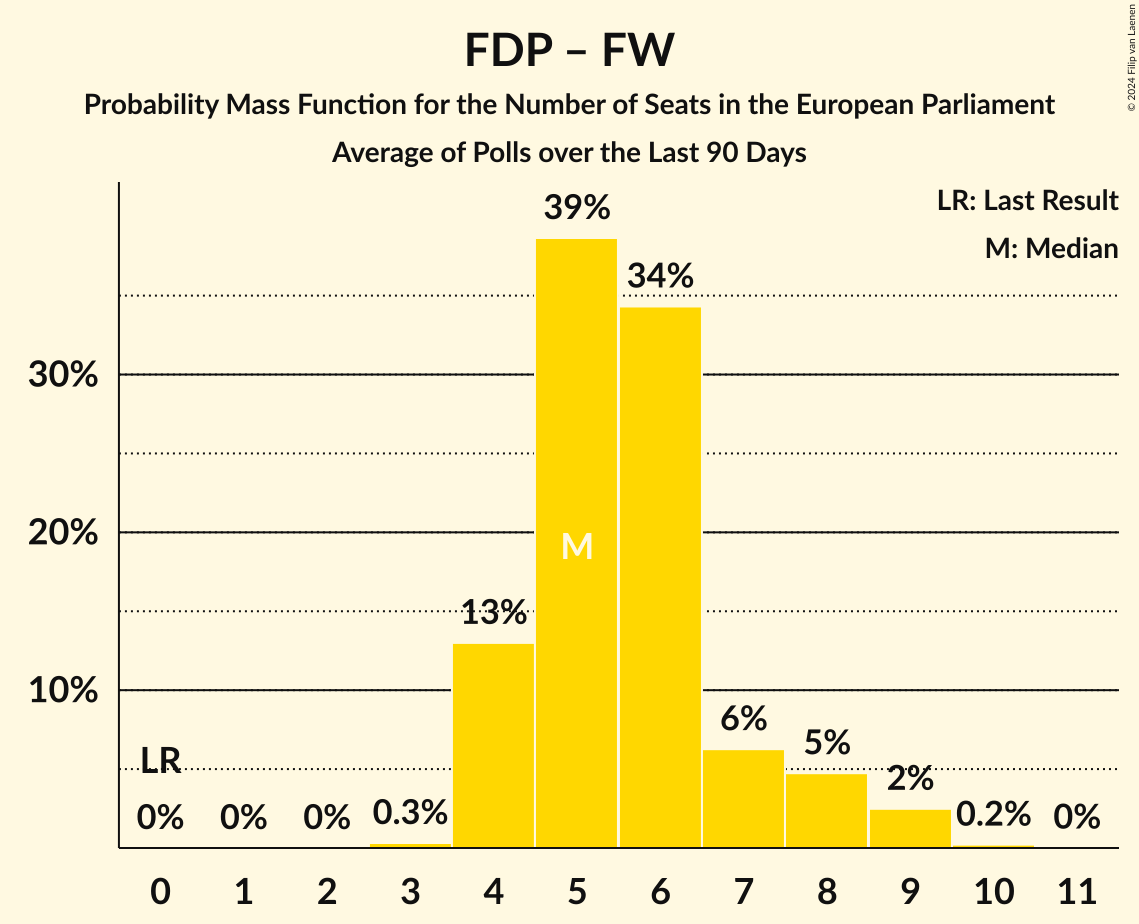 FDP – FW
Probability Mass Function for the Number of Seats in the European Parliament
Average of Polls over the Last 90 Days
© 2024 Filip van Laenen
LR: Last Result
M: Median
39%
34%
30%
20%
M
13%
10%
6%
5%
LR
2%
0% 0% 0% 0.3% 0.2% 0%
0 1 2 3 4 5 6 7 8 9 10 11